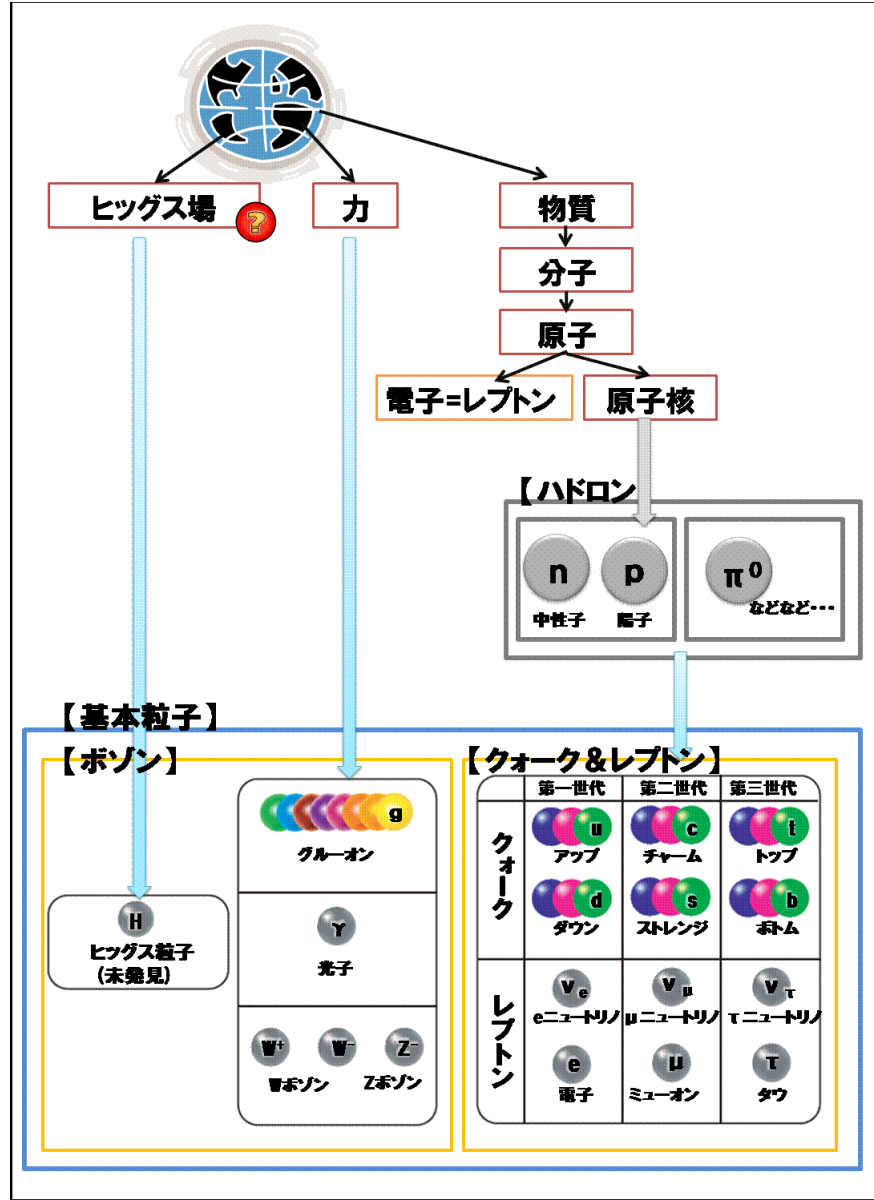 ヒッグス場
?
力
物質
分子
原子
電子=レプトン
原子核
【ハドロン
n
p
π⁰
中性子
陽子
などなど・・・
【基本粒子】
【ボゾン】
H
ヒッグス粒子
(未発見)
g
グルーオン
γ
光子
W⁺
W⁻
Z⁻
Wボゾン
Zボゾン
【クォーク&レプトン】
第一世代
第二世代
第三世代
クォーク
u
c
t
アップ
チャーム
トップ
d
s
b
ダウン
ストレンジ
ボトム
レプトン
νe
νμ
ντ
eニュートリノ
μニュートリノ
τニュートリノ
e
μ
τ
電子
ミューオン
タウ